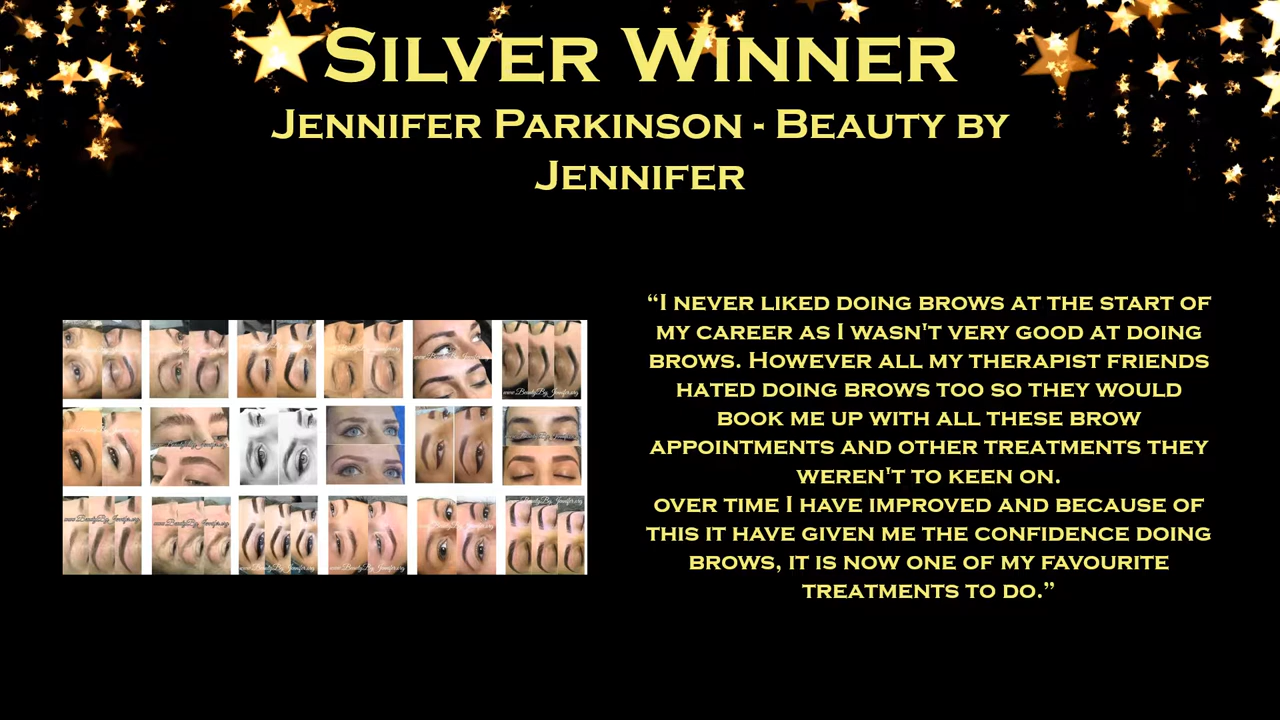 Silver Winner
Jennifer Parkinson - Beauty by
Jennifer
“I never liked doing brows at the start of
my career as I wasn't very good at doing
brows. However all my therapist friends
hated doing brows too so they would
book me up with all these brow
appointments and other treatments they
weren't to keen on.
over time I have improved and because of
this it have given me the confidence doing
brows, it is now one of my favourite
treatments to do.”